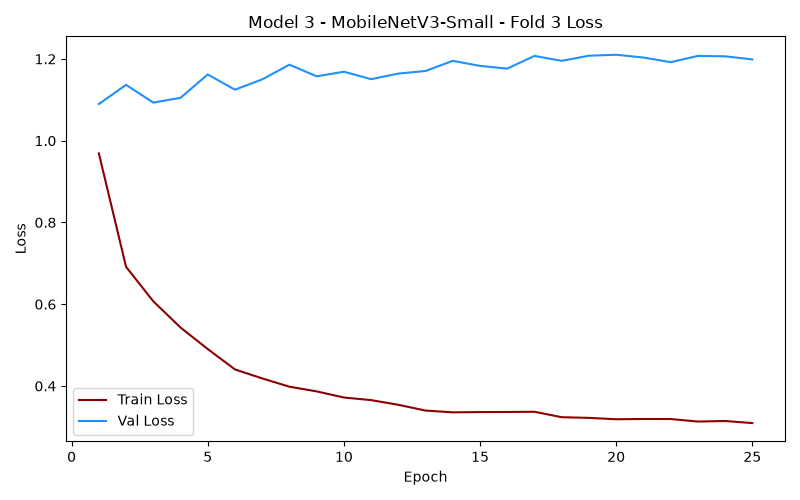 Model 3 - MobileNetV3-Small - Fold 3 Loss
1.2
1.0
0.8
0.6
0.4
Loss
Train Loss
Val Loss
0 5 10 15 20 25
Epoch